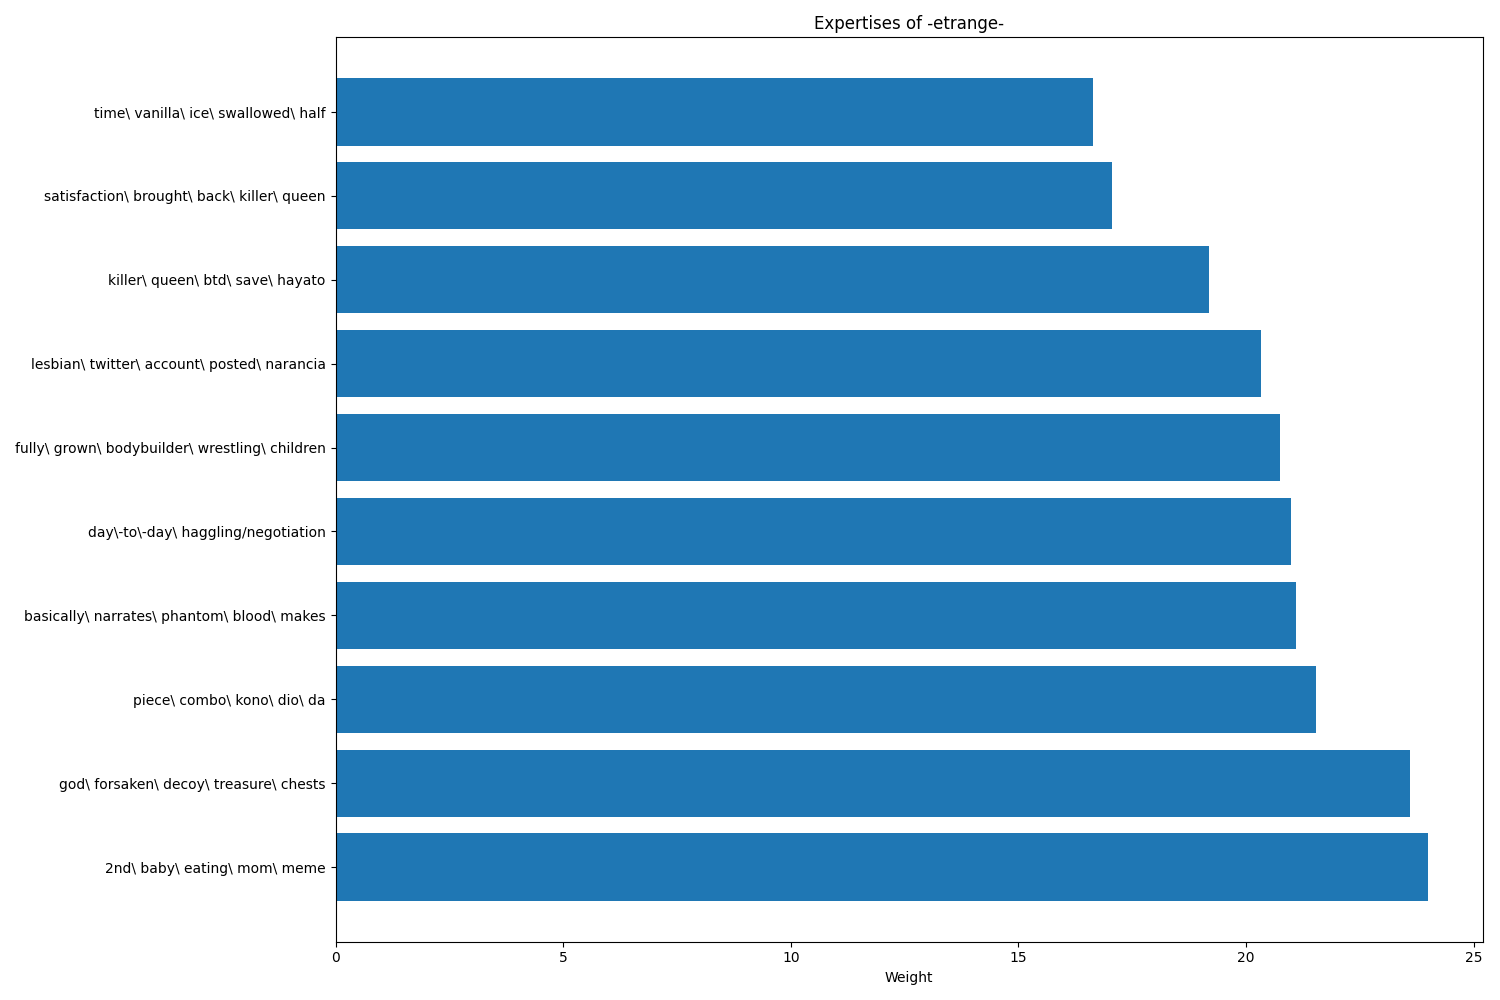 Expertises of -etrange-
time\ vanilla\ ice\ swallowed\ half
satisfaction\ brought\ back\ killer\ queen
killer\ queen\ btd\ save\ hayato
lesbian\ twitter\ account\ posted\ narancia
fully\ grown\ bodybuilder\ wrestling\ children
day\-to\-day\ haggling/negotiation
basically\ narrates\ phantom\ blood\ makes
piece\ combo\ kono\ dio\ da
god\ forsaken\ decoy\ treasure\ chests
2nd\ baby\ eating\ mom\ meme
0 5 10 15 20 25
Weight